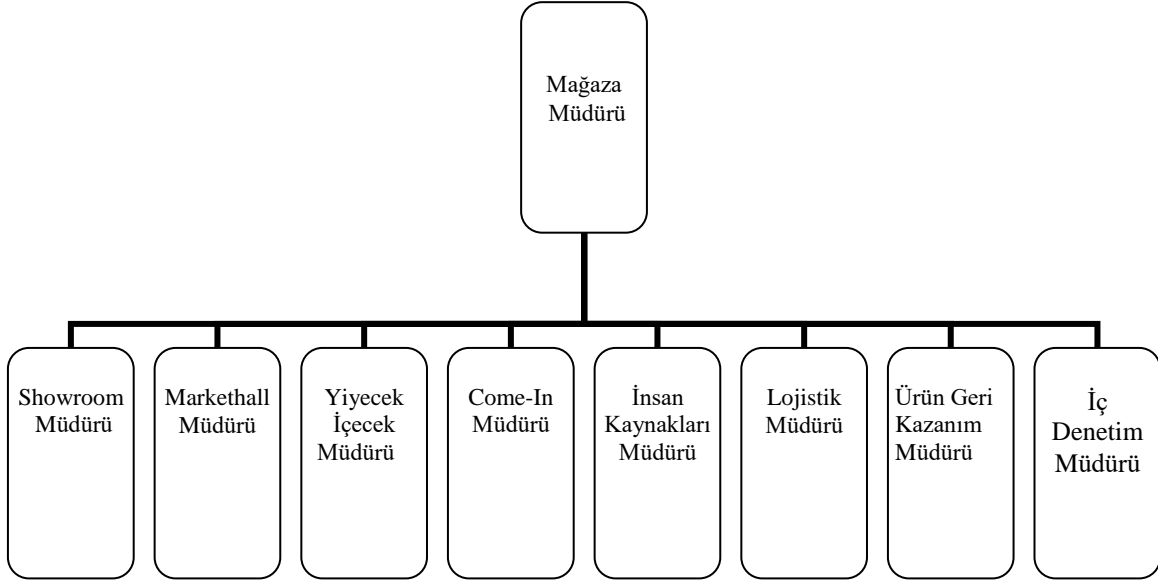 Mağaza
Müdürü
Showroom
Müdürü
Markethall
Müdürü
Yiyecek
İçecek
Müdürü
Come-In
Müdürü
İnsan
Kaynakları
Müdürü
Lojistik
Müdürü
Ürün Geri
Kazanım
Müdürü
İç
Denetim
Müdürü